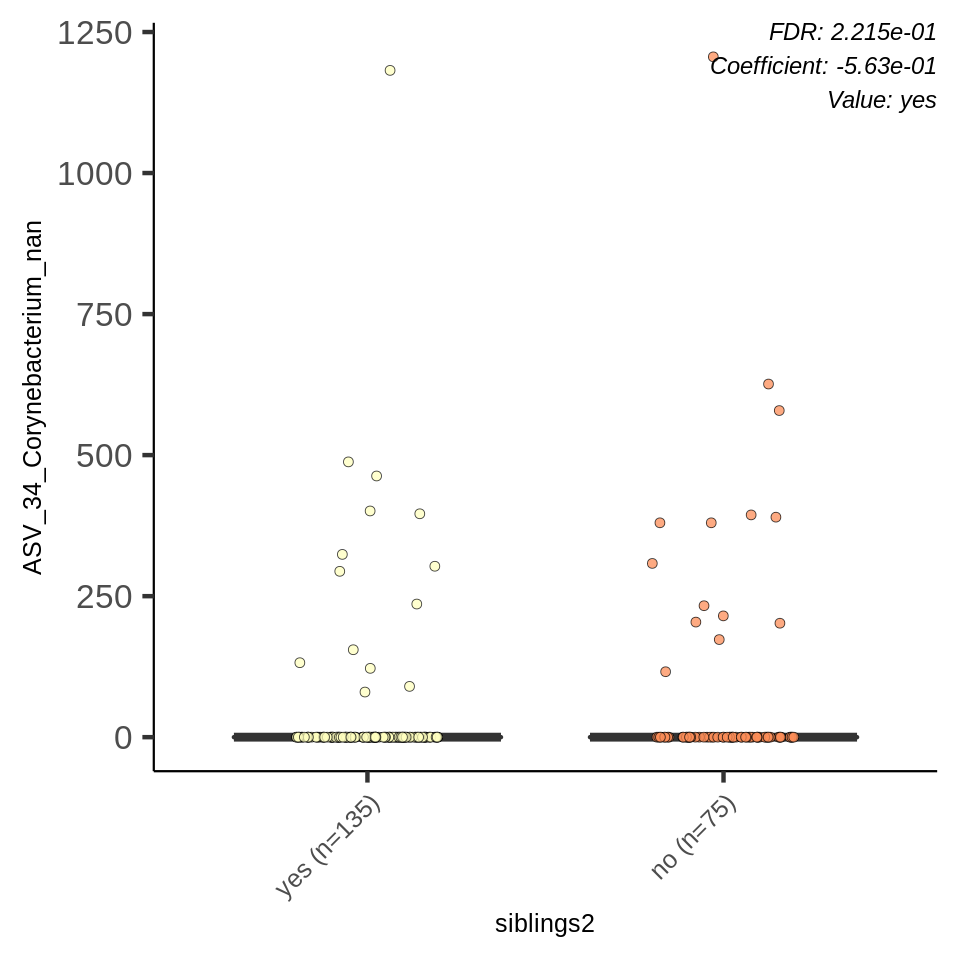 FDR: 2.215e-01
Coefficient: -5.63e-01
Value: yes
1250
1000
750
500
250
0
ASV_34_Corynebacterium_nan
yes (n=135)
no (n=75)
siblings2